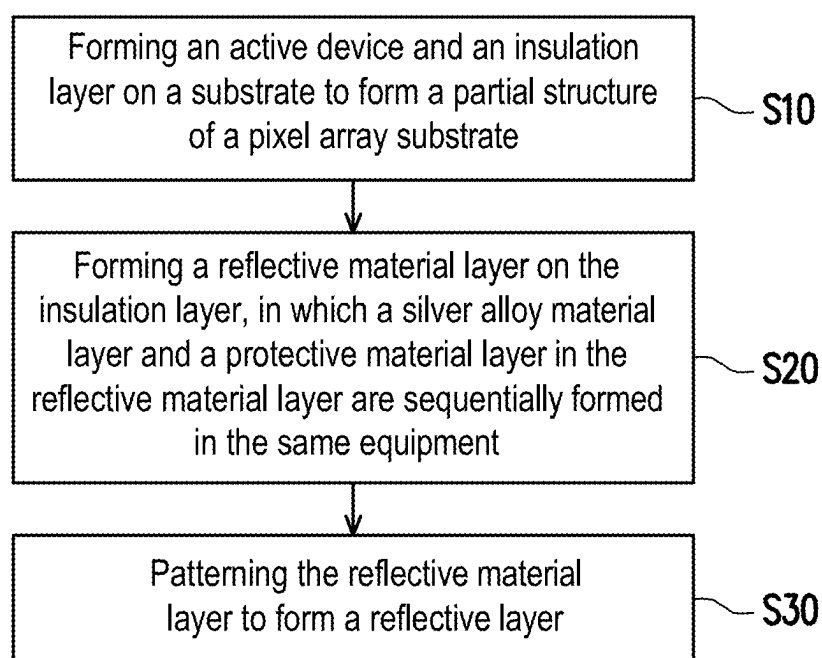 Forming an active device and an insulation
layer on a substrate to form a partial structure
of a pixel array substrate
S10
Forming a reflective material layer on the
insulation layer, in which a silver alloy material
layer and a protective material layer in the
reflective material layer are sequentially formed
in the same equipment
S20
Patterning the reflective material
layer to form a reflective layer
S30